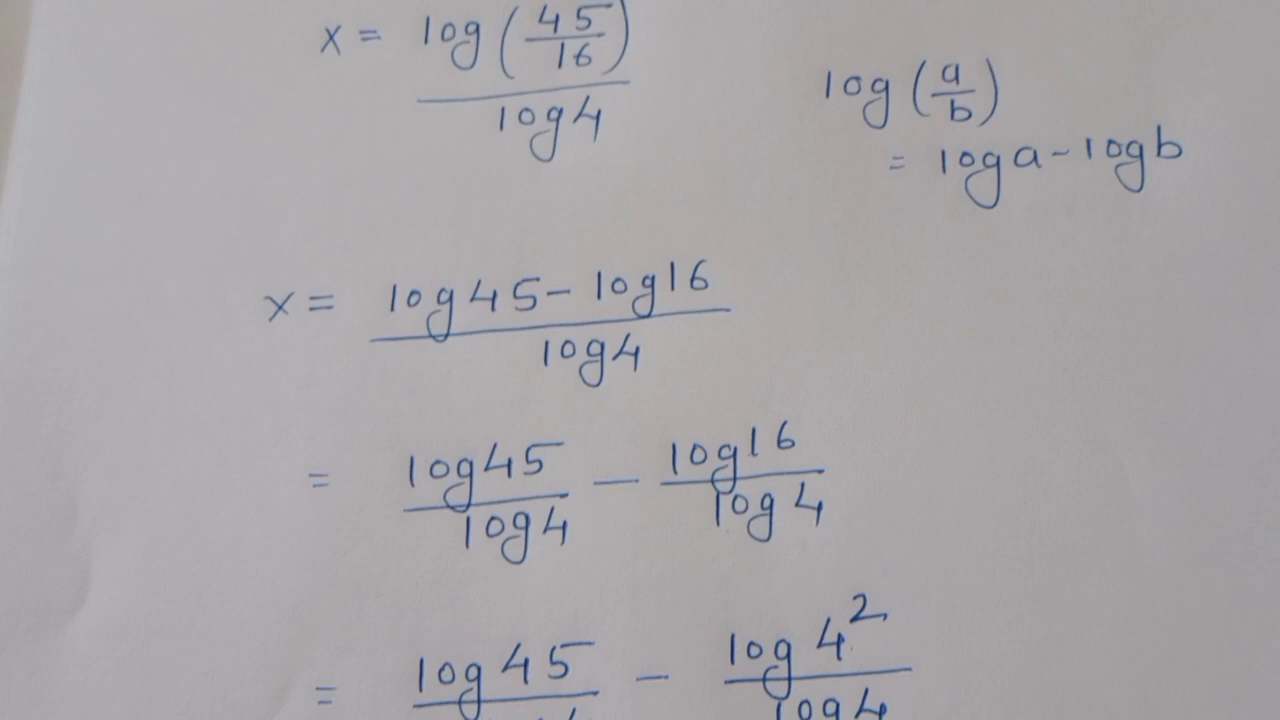 x = log(45/16) / log4
log(a/b)
= loga-logb
x = (log45-log16) / log4
= log45/log4 - log16/log4
= log45 - log4²/log4